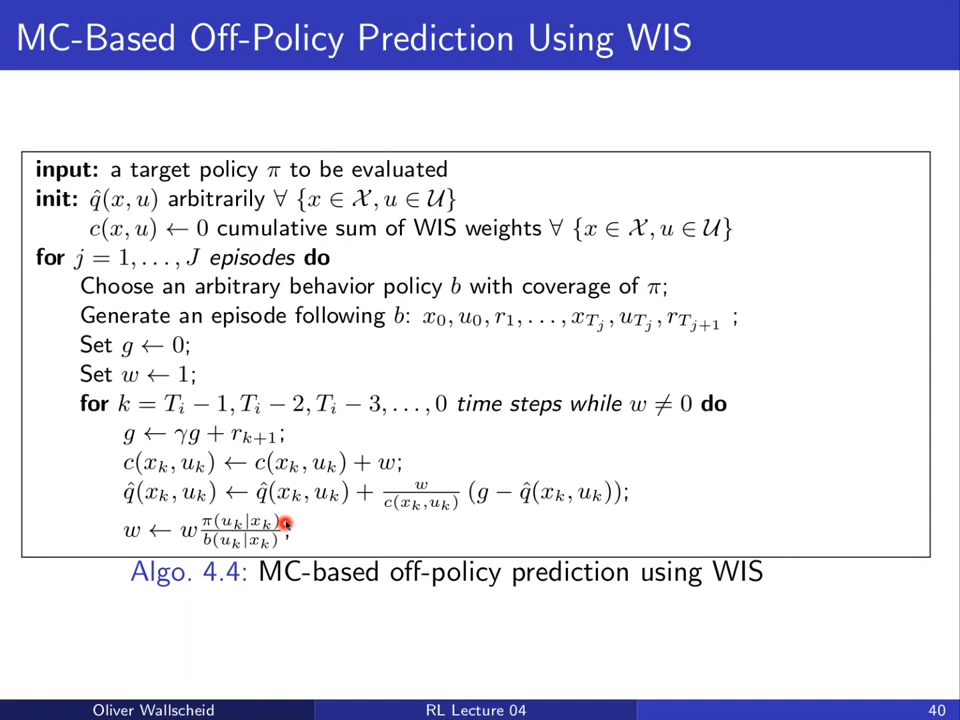 MC-Based Off-Policy Prediction Using WIS
input: a target policy π to be evaluated
init: q̂(x, u) arbitrarily ∀ {x ∈ 𝒳, u ∈ 𝒰}
c(x, u) ← 0 cumulative sum of WIS weights ∀ {x ∈ 𝒳, u ∈ 𝒰}
for j = 1, . . . , J episodes do
Choose an arbitrary behavior policy b with coverage of π;
Generate an episode following b: x_0, u_0, r_1, . . . , x_{T_j}, u_{T_j}, r_{T_j+1} ;
Set g ← 0;
Set w ← 1;
for k = T_i − 1, T_i − 2, T_i − 3, . . . , 0 time steps while w ≠ 0 do
g ← γg + r_{k+1};
c(x_k, u_k) ← c(x_k, u_k) + w;
q̂(x_k, u_k) ← q̂(x_k, u_k) + \frac{w}{c(x_k, u_k)} (g − q̂(x_k, u_k));
w ← w \frac{π(u_k|x_k)}{b(u_k|x_k)};
Algo. 4.4: MC-based off-policy prediction using WIS
Oliver Wallscheid RL Lecture 04 40